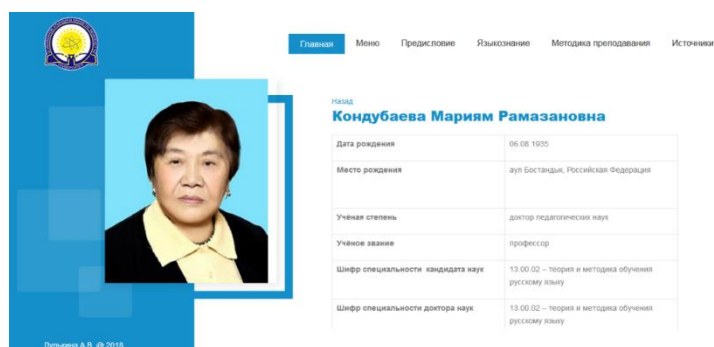 Главная Меню Предисловие Языкознание Методика преподавания Источники
Назад
Кондубаева Мариям Рамазановна
Дата рождения 06.08.1935
Место рождения аул Бостандык, Российская Федерация
Учёная степень доктор педагогических наук
Учёное звание профессор
Шифр специальности кандидата наук 13.00.02 – теория и методика обучения
русскому языку
Шифр специальности доктора наук 13.00.02 – теория и методика обучения
русскому языку
А.В. @ 2018